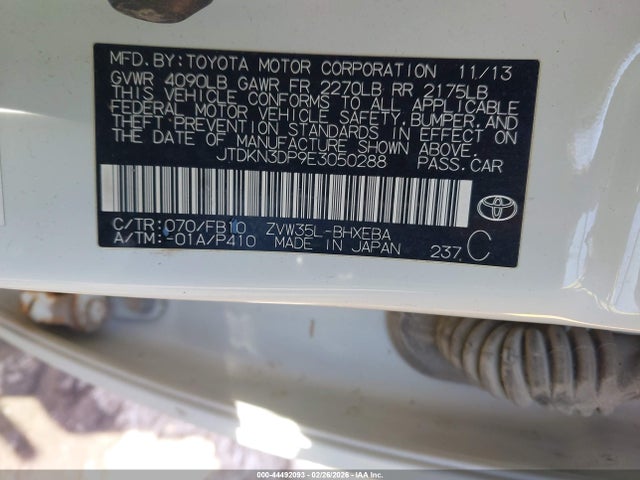 MFD.BY:TOYOTA MOTOR CORPORATION 11/13
GVWR 4090LB GAWR FR 2270LB RR 2175LB
THIS VEHICLE CONFORMS TO ALL APPLICABLE
FEDERAL MOTOR VEHICLE SAFETY,BUMPER,AND
THEFT PREVENTION STANDARDS IN EFFECT ON
THE DATE OF MANUFACTURE SHOWN ABOVE.
JTDKN3DP9E3050288 PASS.CAR
C/TR:070/FB10 ZVW35L-BHXEBA
A/TM:-01A/P410 MADE IN JAPAN 237 C
TOYOTA
000-44492093 - 02/26/2026 - IAAI.COM